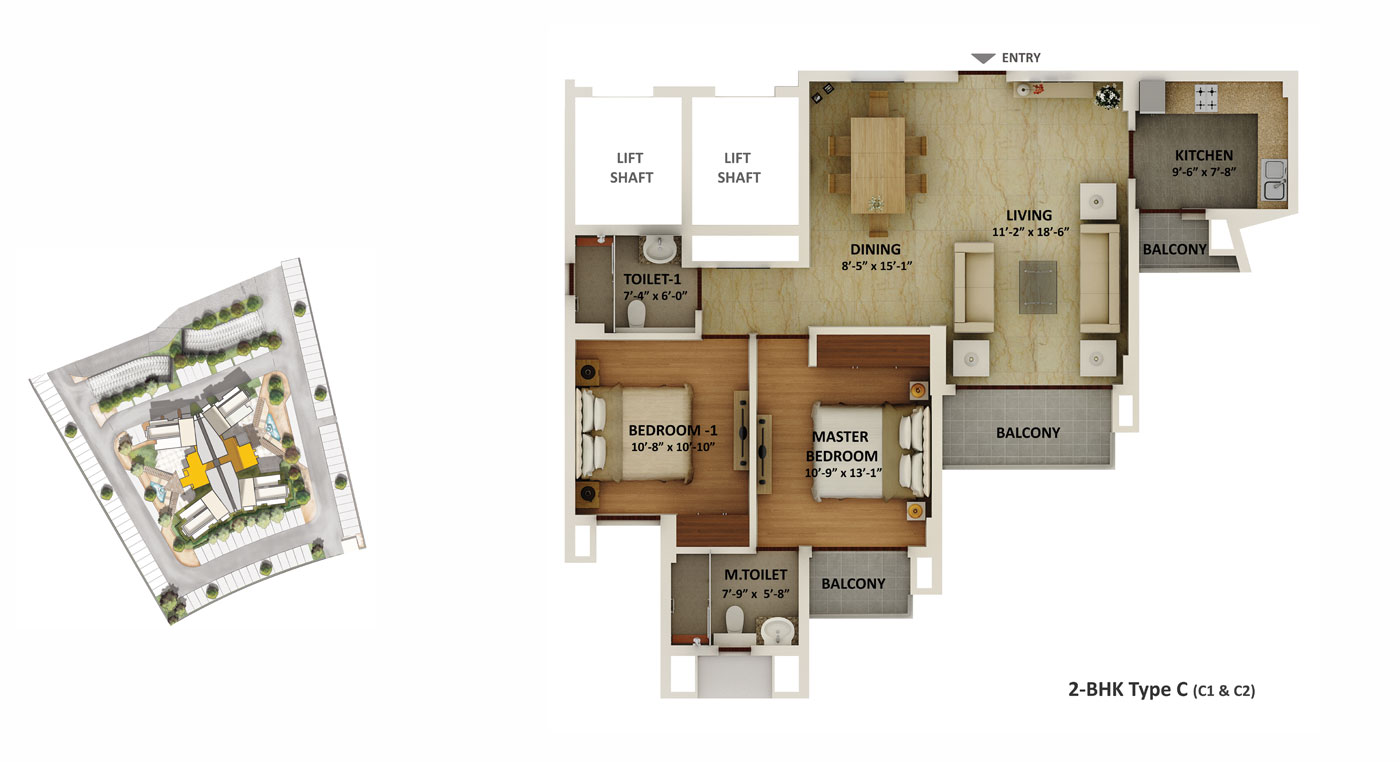 ENTRY
LIFT
SHAFT
LIFT
SHAFT
KITCHEN
9'-6" x 7'-8"
LIVING
11'-2" x 18'-6"
DINING
8'-5" x 15'-1"
BALCONY
TOILET-1
7'-4" x 6'-0"
BEDROOM -1
10'-8" x 10'-10"
MASTER
BEDROOM
10'-9" x 13'-1"
BALCONY
M.TOILET
7'-9" x 5'-8"
BALCONY
2-BHK Type C (C1 & C2)